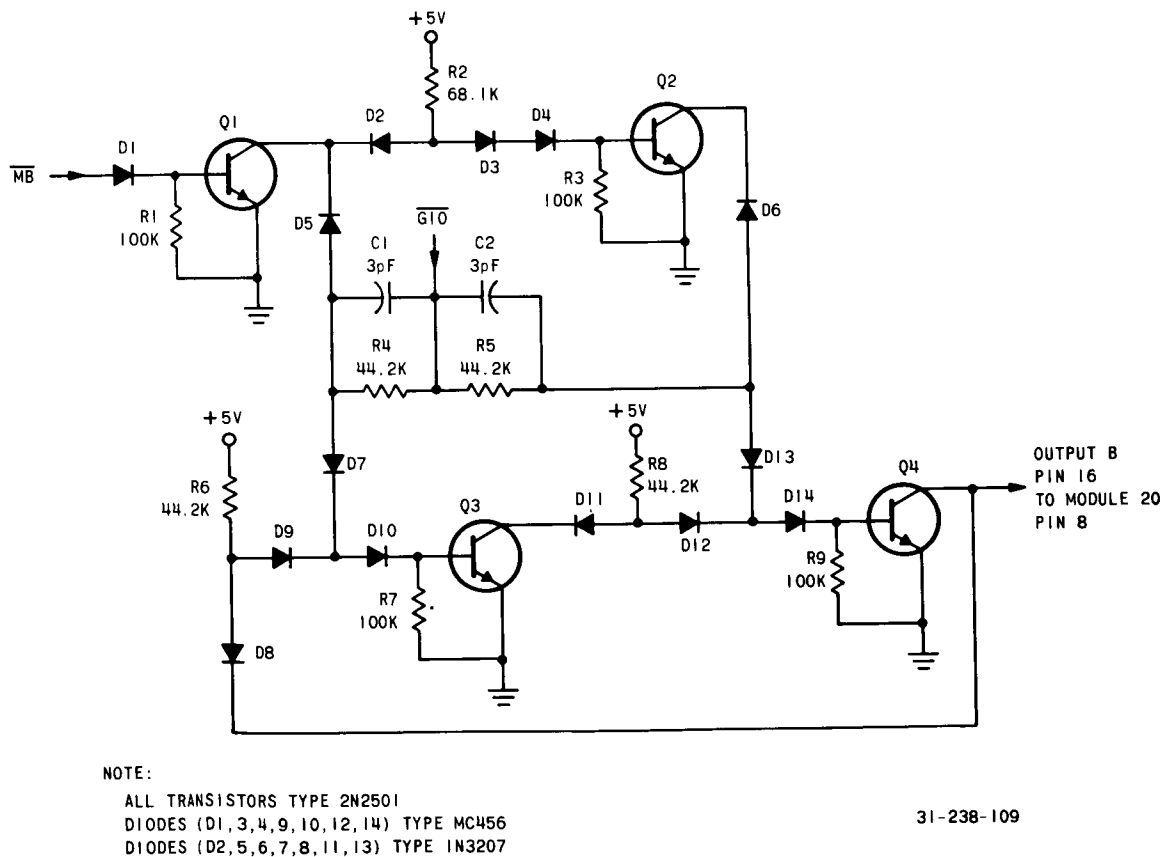 +5V
R2
68.1K
Q2
Q1
D2
D3
D4
D1
MB
R1
100K
R3
100K
D5
G10
D6
C1
3pF
C2
3pF
R4
44.2K
R5
44.2K
+5V
D7
+5V
D13
R6
44.2K
R8
44.2K
Q4
OUTPUT B
PIN 16
TO MODULE 20
PIN 8
Q3
D11
D14
D9
D10
D12
R9
100K
R7
100K
D8
NOTE:
ALL TRANSISTORS TYPE 2N2501
DIODES (D1,3,4,9,10,12,14) TYPE MC456
DIODES (D2,5,6,7,8,11,13) TYPE IN3207
31-238-109